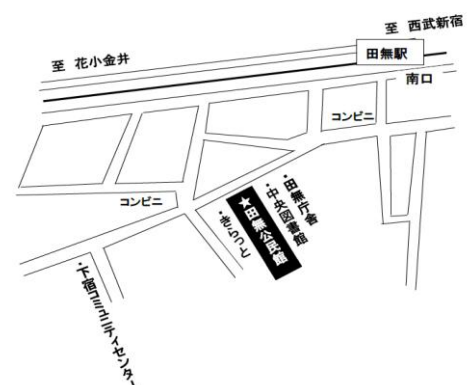 至 西武新宿
至 花小金井
田無駅
南口
コンビニ
コンビニ
・田無庁舎
中央図書館
★田無公民館
・きらっと
・下宿コミュニティセンター